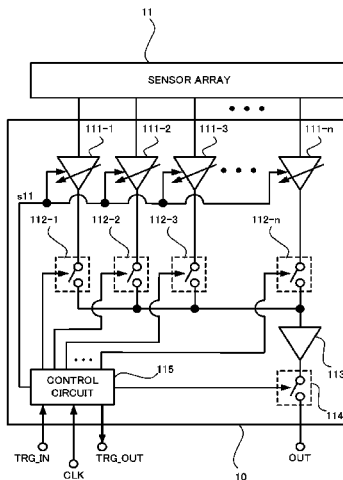 11
SENSOR ARRAY
• • •
111-1
111-2
111-3
111-n
s11
• • •
112-1
112-2
112-3
112-n
113
115
• • •
CONTROL
CIRCUIT
114
TRG_IN
CLK
TRG_OUT
10
OUT